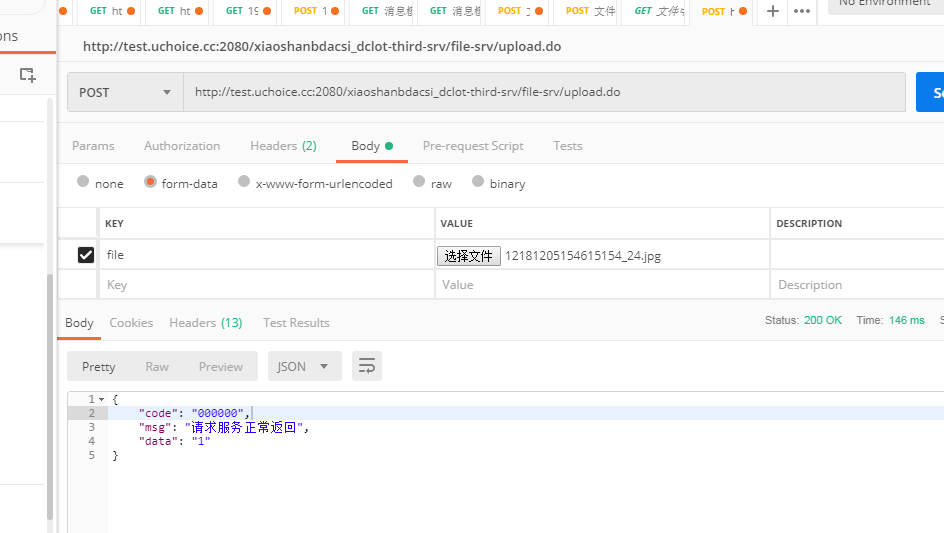 GET ht GET ht GET 19 POST 1 GET 消息模 GET 消息模 POST 文 POST 文件 GET 文件中 POST h + ••• No Environment
ons
http://test.uchoice.cc:2080/xiaoshanbdacsi_dclot-third-srv/file-srv/upload.do
POST http://test.uchoice.cc:2080/xiaoshanbdacsi_dclot-third-srv/file-srv/upload.do Se
Params Authorization Headers (2) Body Pre-request Script Tests
none form-data x-www-form-urlencoded raw binary
KEY VALUE DESCRIPTION
file 选择文件 12181205154615154_24.jpg
Key Value Description
Body Cookies Headers (13) Test Results Status: 200 OK Time: 146 ms S
Pretty Raw Preview JSON
1 {
2 "code": "000000",
3 "msg": "请求服务正常返回",
4 "data": "1"
5 }